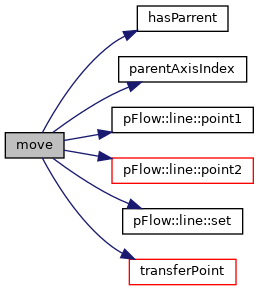 hasParrent
parentAxisIndex
pFlow::line::point1
move
pFlow::line::point2
pFlow::line::set
transferPoint